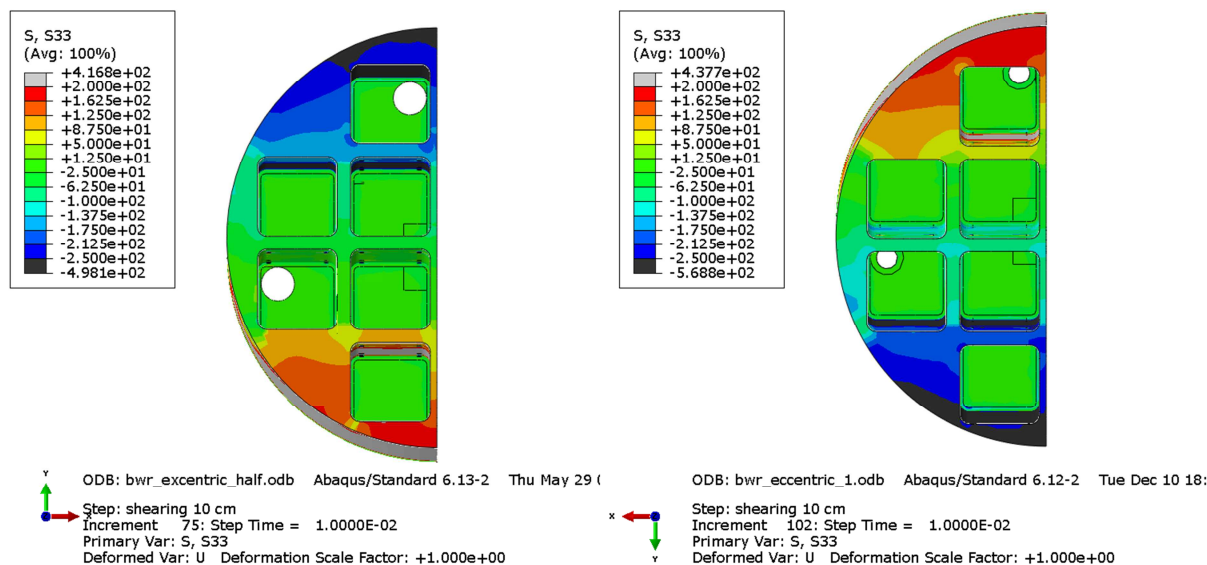 S, S33
(Avg: 100%)
+4.168e+02
+2.000e+02
+1.625e+02
+1.250e+02
+8.750e+01
+5.000e+01
+1.250e+01
-2.500e+01
-6.250e+01
-1.000e+02
-1.375e+02
-1.750e+02
-2.125e+02
-2.500e+02
-4.981e+02
Y
X
ODB: bwr_excentric_half.odb Abaqus/Standard 6.13-2 Thu May 29
Step: shearing 10 cm
Increment 75: Step Time = 1.0000E-02
Primary Var: S, S33
Deformed Var: U Deformation Scale Factor: +1.000e+00
S, S33
(Avg: 100%)
+4.377e+02
+2.000e+02
+1.625e+02
+1.250e+02
+8.750e+01
+5.000e+01
+1.250e+01
-2.500e+01
-6.250e+01
-1.000e+02
-1.375e+02
-1.750e+02
-2.125e+02
-2.500e+02
-5.688e+02
X
Y
ODB: bwr_eccentric_1.odb Abaqus/Standard 6.12-2 Tue Dec 10 18:
Step: shearing 10 cm
Increment 102: Step Time = 1.0000E-02
Primary Var: S, S33
Deformed Var: U Deformation Scale Factor: +1.000e+00